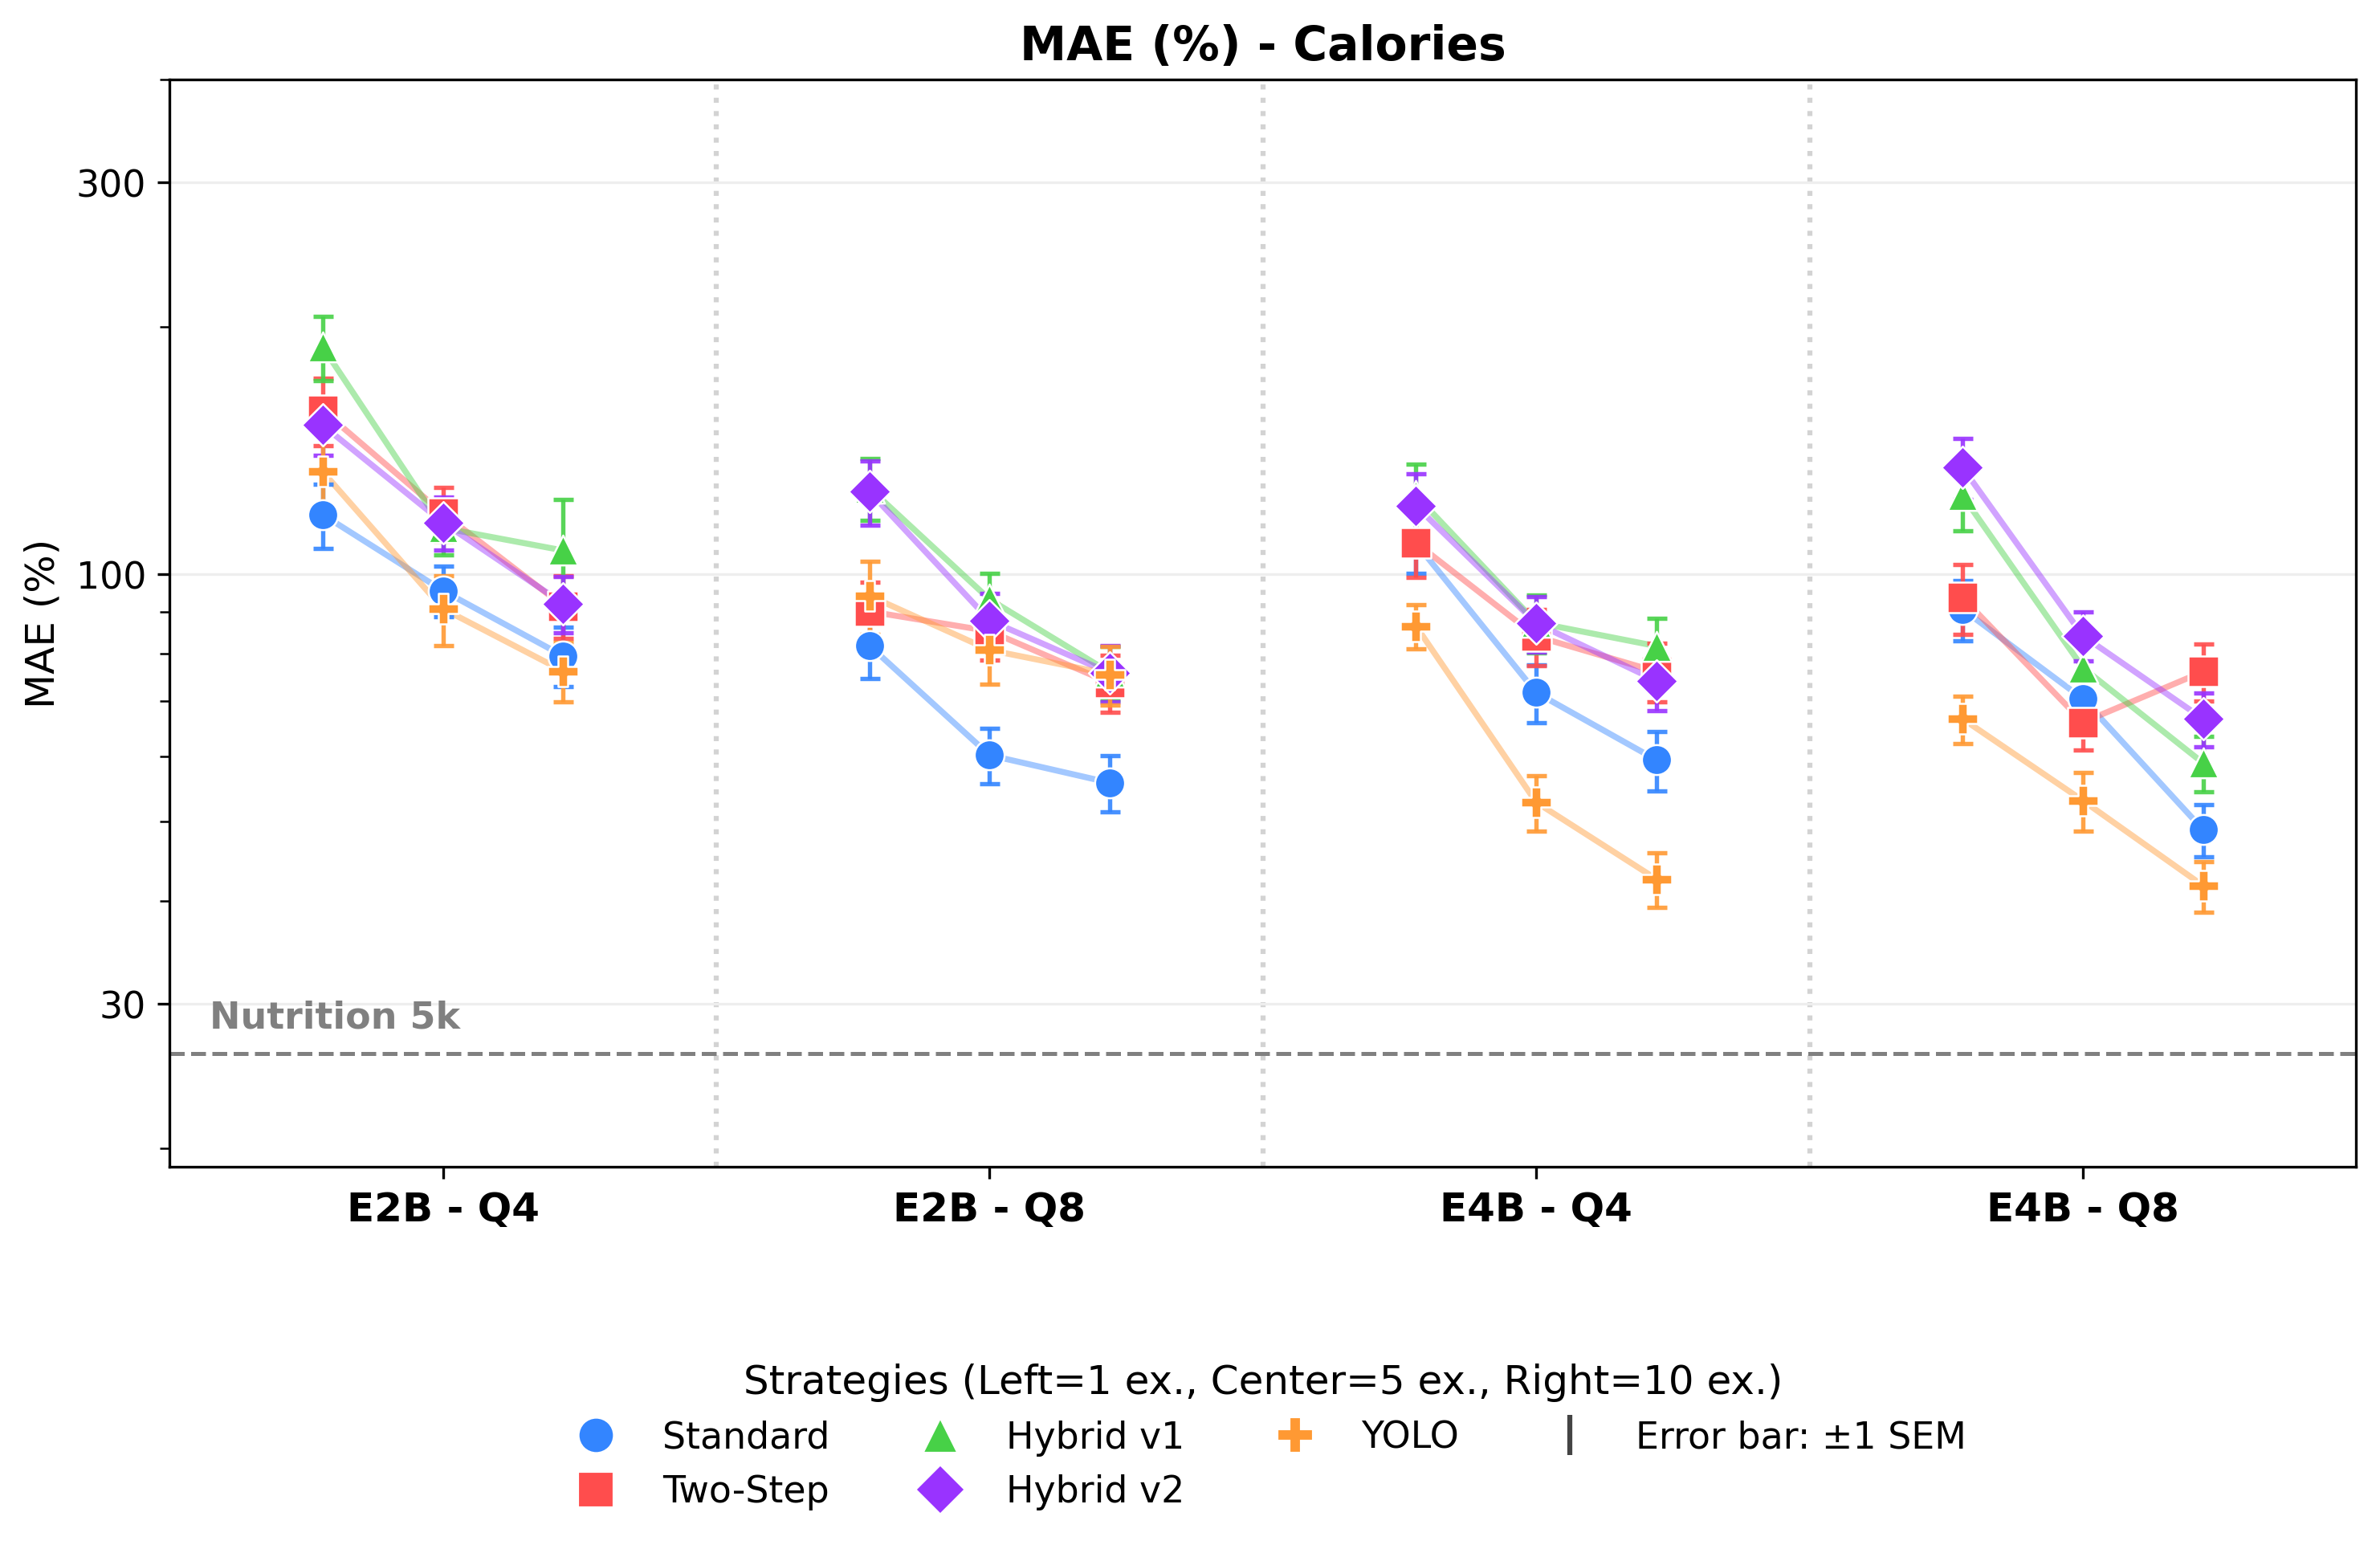 MAE (%) - Calories
MAE (%)
300
100
30
Nutrition 5k
E2B - Q4
E2B - Q8
E4B - Q4
E4B - Q8
Strategies (Left=1 ex., Center=5 ex., Right=10 ex.)
Standard
Two-Step
Hybrid v1
Hybrid v2
YOLO
Error bar: ±1 SEM